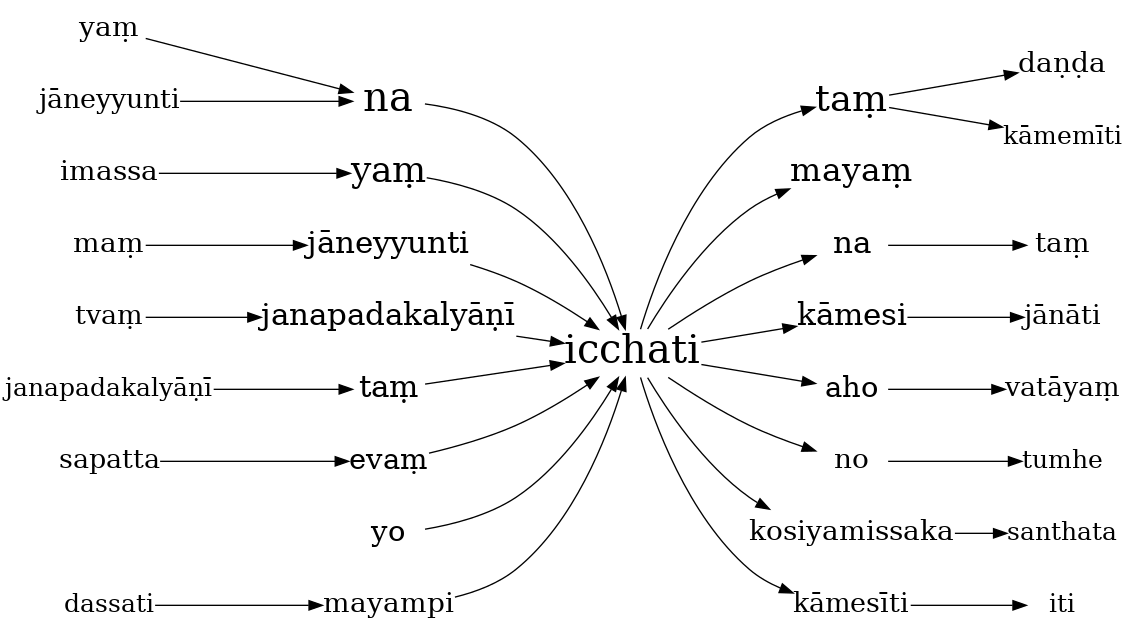 yaṃ
jāneyyunti
imassa
maṃ
tvaṃ
janapadakalyāṇī
sapatta
dassati
na
yaṃ
jāneyyunti
janapadakalyāṇī
taṃ
evaṃ
yo
mayampi
icchati
taṃ
mayaṃ
na
kāmesi
aho
no
kosiyamissaka
kāmesīti
daṇḍa
kāmemīti
taṃ
jānāti
vatāyaṃ
tumhe
santhata
iti